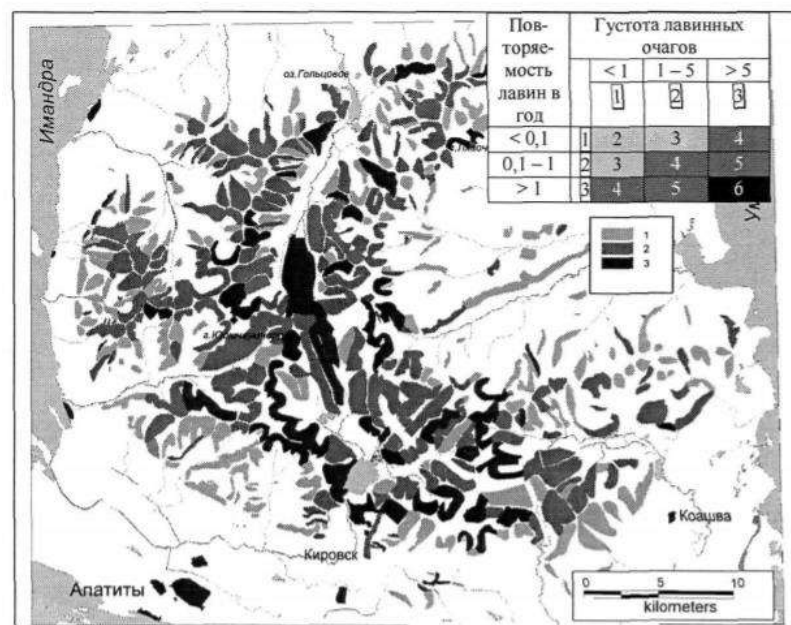 Пов-
торяе-
мость
лавин в
год
Густота лавинных
очагов
< 1 1 – 5 > 5
1 2 3
< 0,1 1 2 3 4
0,1 – 1 2 3 4 5
> 1 3 4 5 6
Имандра
оз. Гольцовое
1
2
3
Коашва
Кировск
Апатиты
0 5 10
kilometers